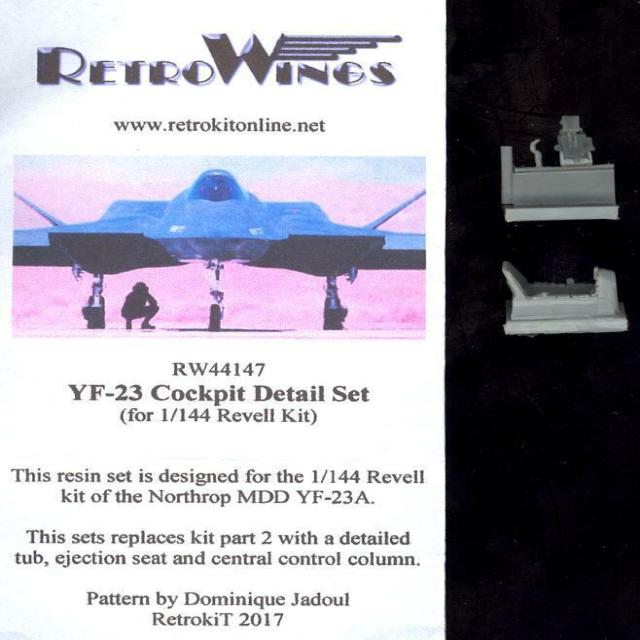 RETROWINGS
www.retrokitonline.net
RW44147
YF-23 Cockpit Detail Set
(for 1/144 Revell Kit)
This resin set is designed for the 1/144 Revell
kit of the Northrop MDD YF-23A.
This sets replaces kit part 2 with a detailed
tub, ejection seat and central control column.
Pattern by Dominique Jadoul
RetrokiT 2017